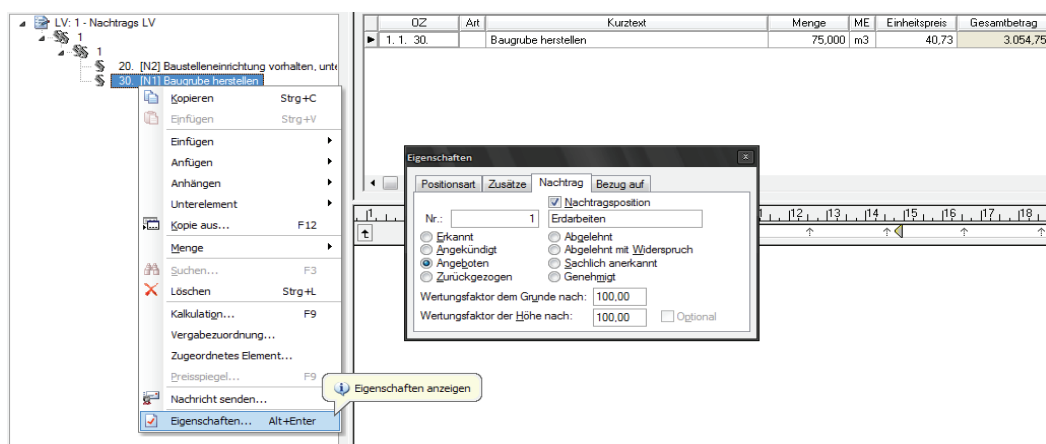 LV: 1 - Nachtrags LV
1
1
20. [N2] Baustelleneinrichtung vorhalten, unte
30. [N1] Baugrube herstellen
Kopieren Strg+C
Einfügen Strg+V
Einfügen
Anfügen
Anhängen
Unterelement
Kopie aus... F12
Menge
Suchen... F3
Löschen Strg+L
Kalkulation... F9
Vergabezuordnung...
Zugeordnetes Element...
Preisspiegel... F9
Nachricht senden...
Eigenschaften... Alt+Enter
Eigenschaften anzeigen
OZ Art Kurztext Menge ME Einheitspreis Gesamtbetrag
1. 1. 30. Baugrube herstellen 75,000 m3 40,73 3.054,75
Eigenschaften
Positionsart Zusätze Nachtrag Bezug auf
Nachtragsposition
Nr.: 1 Erdarbeiten
Erkannt Abgelehnt
Angekündigt Abgelehnt mit Widerspruch
Angeboten Sachlich anerkannt
Zurückgezogen Genehmigt
Wertungsfaktor dem Grunde nach: 100,00
Wertungsfaktor der Höhe nach: 100,00 Optional
1 12 13 14 15 16 17 18